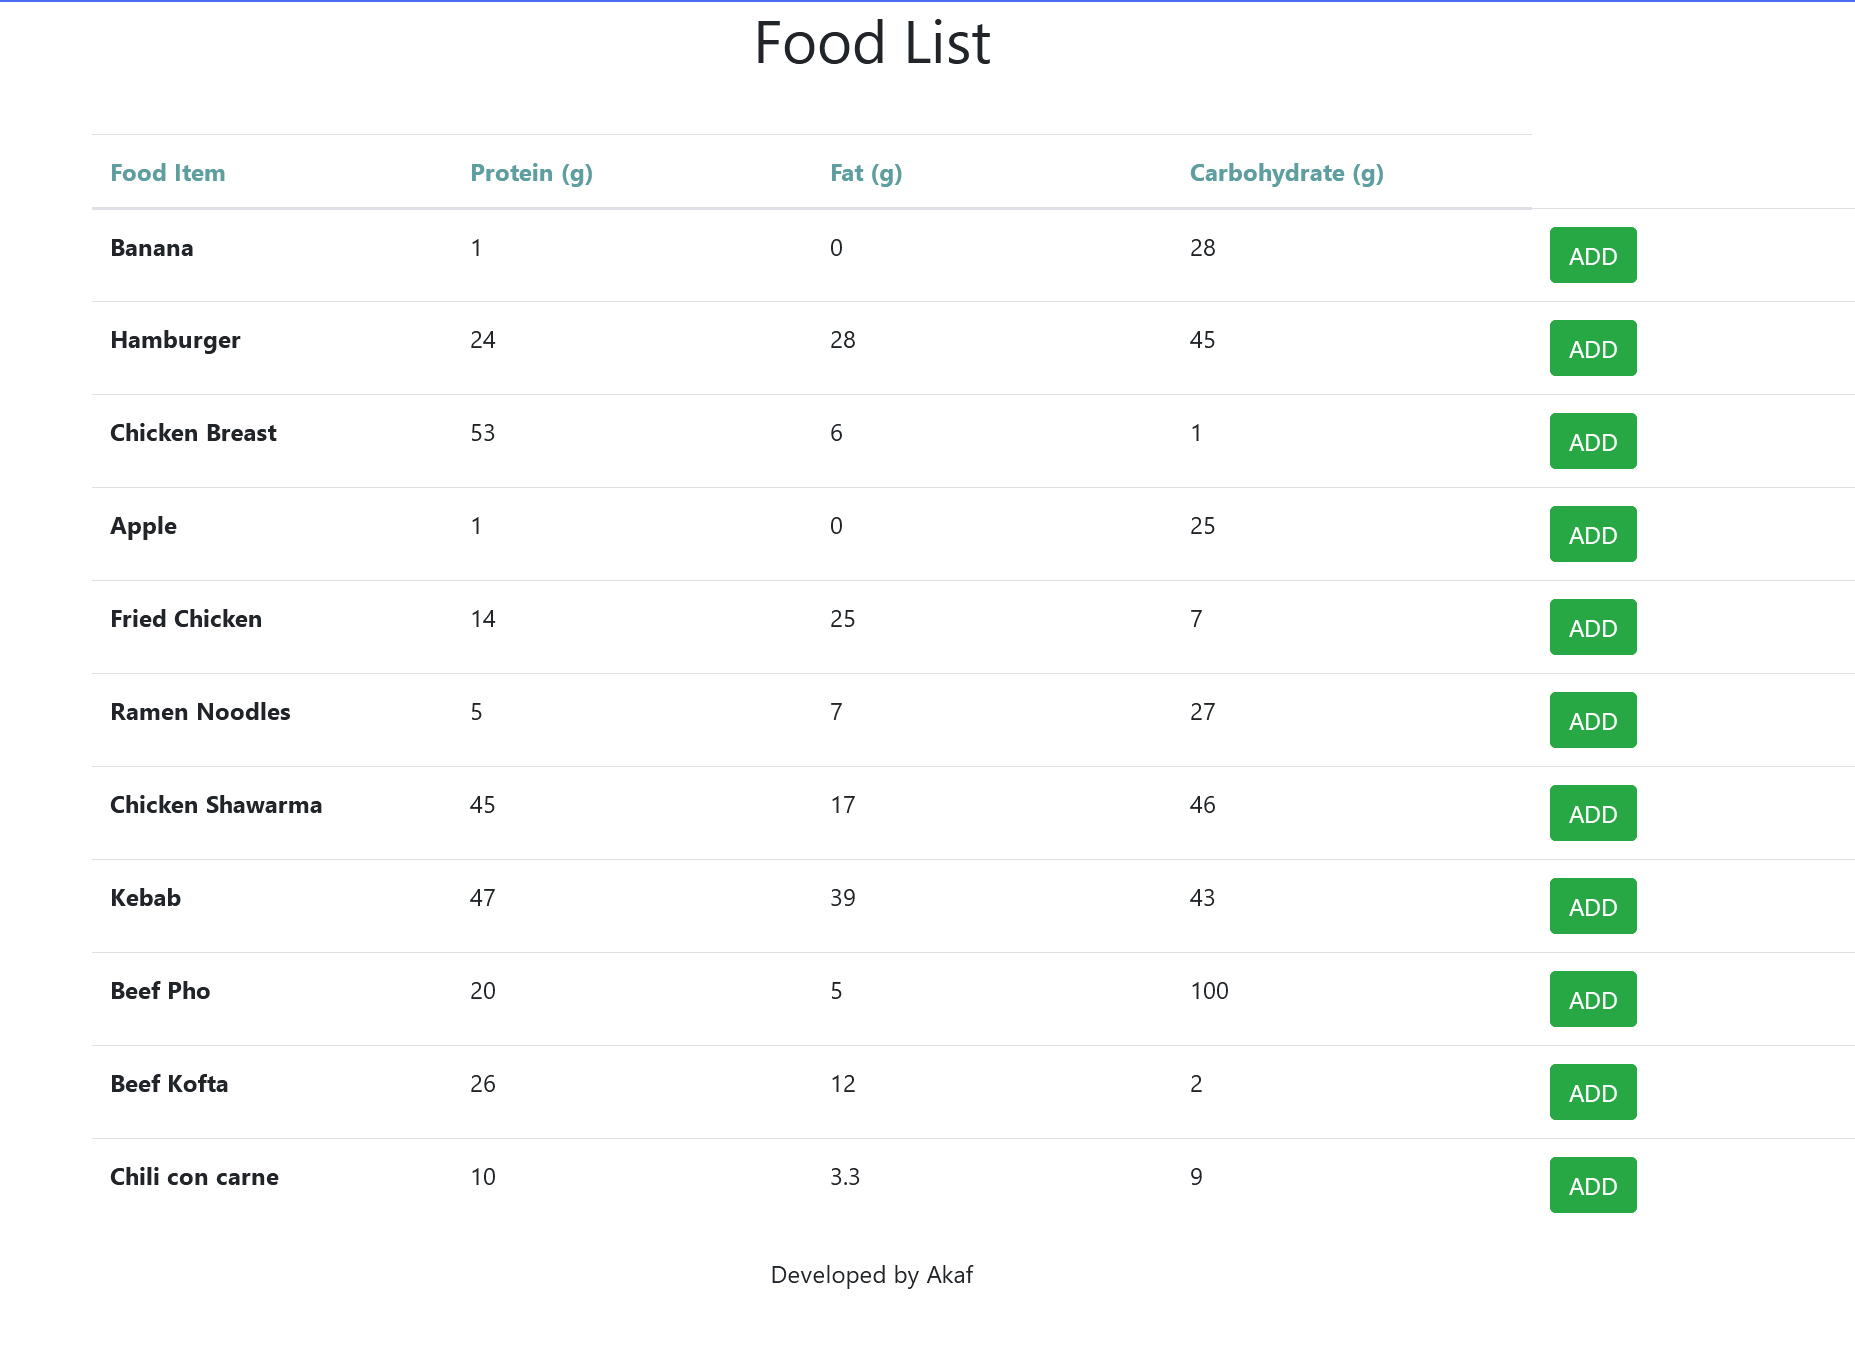 Food List
Food Item Protein (g) Fat (g) Carbohydrate (g)
Banana 1 0 28 ADD
Hamburger 24 28 45 ADD
Chicken Breast 53 6 1 ADD
Apple 1 0 25 ADD
Fried Chicken 14 25 7 ADD
Ramen Noodles 5 7 27 ADD
Chicken Shawarma 45 17 46 ADD
Kebab 47 39 43 ADD
Beef Pho 20 5 100 ADD
Beef Kofta 26 12 2 ADD
Chili con carne 10 3.3 9 ADD
Developed by Akaf